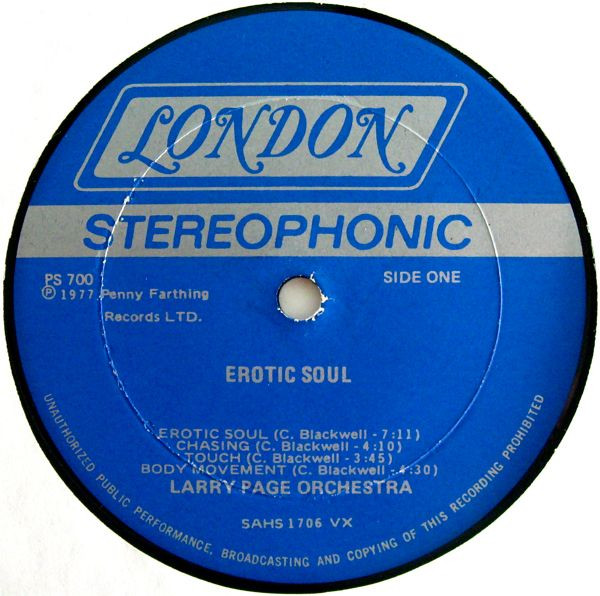 LONDON
STEREOPHONIC
PS 700
SIDE ONE
℗ 1977 Penny Farthing
Records LTD.
EROTIC SOUL
EROTIC SOUL (C. Blackwell - 7:11)
CHASING (C. Blackwell - 4:10)
TOUCH (C. Blackwell - 3:45)
BODY MOVEMENT (C. Blackwell - 4:30)
LARRY PAGE ORCHESTRA
SAHS 1706 VX
UNAUTHORIZED PUBLIC PERFORMANCE, BROADCASTING AND COPYING OF THIS RECORDING PROHIBITED